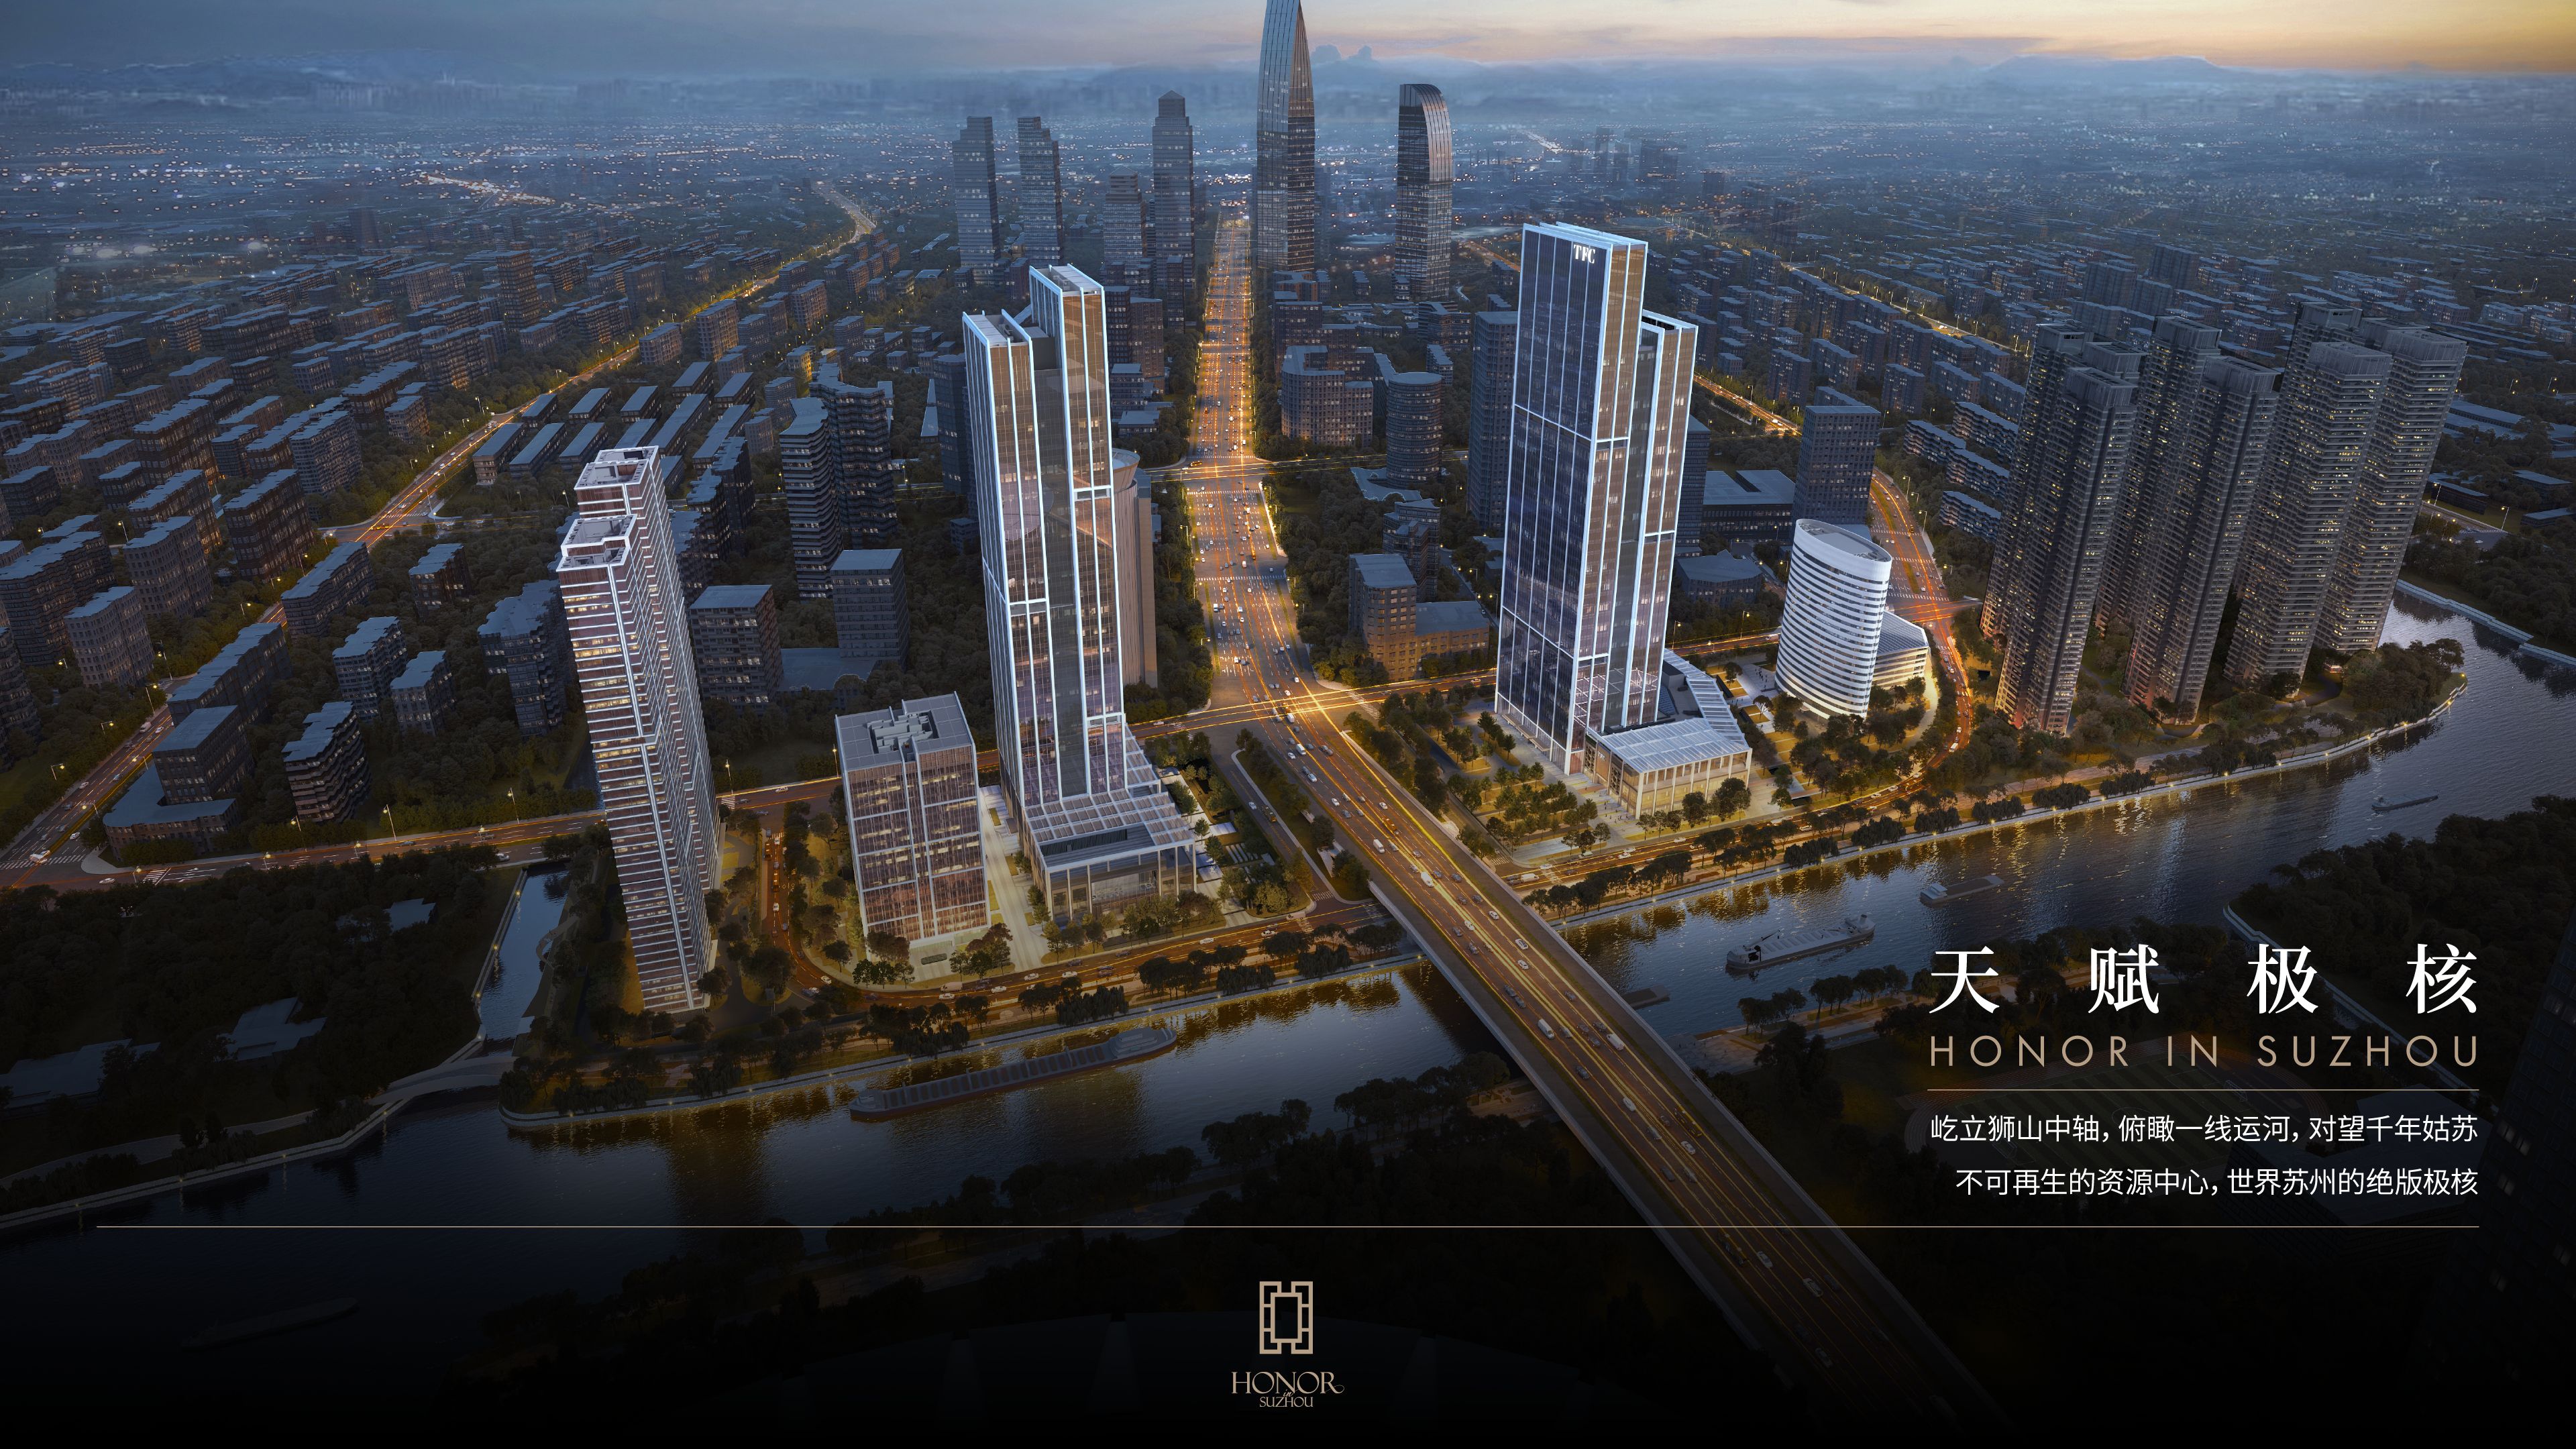 TFC
天赋极核
HONOR IN SUZHOU
屹立狮山中轴，俯瞰一线运河，对望千年姑苏
不可再生的资源中心，世界苏州的绝版极核
HONOR
in
SUZHOU